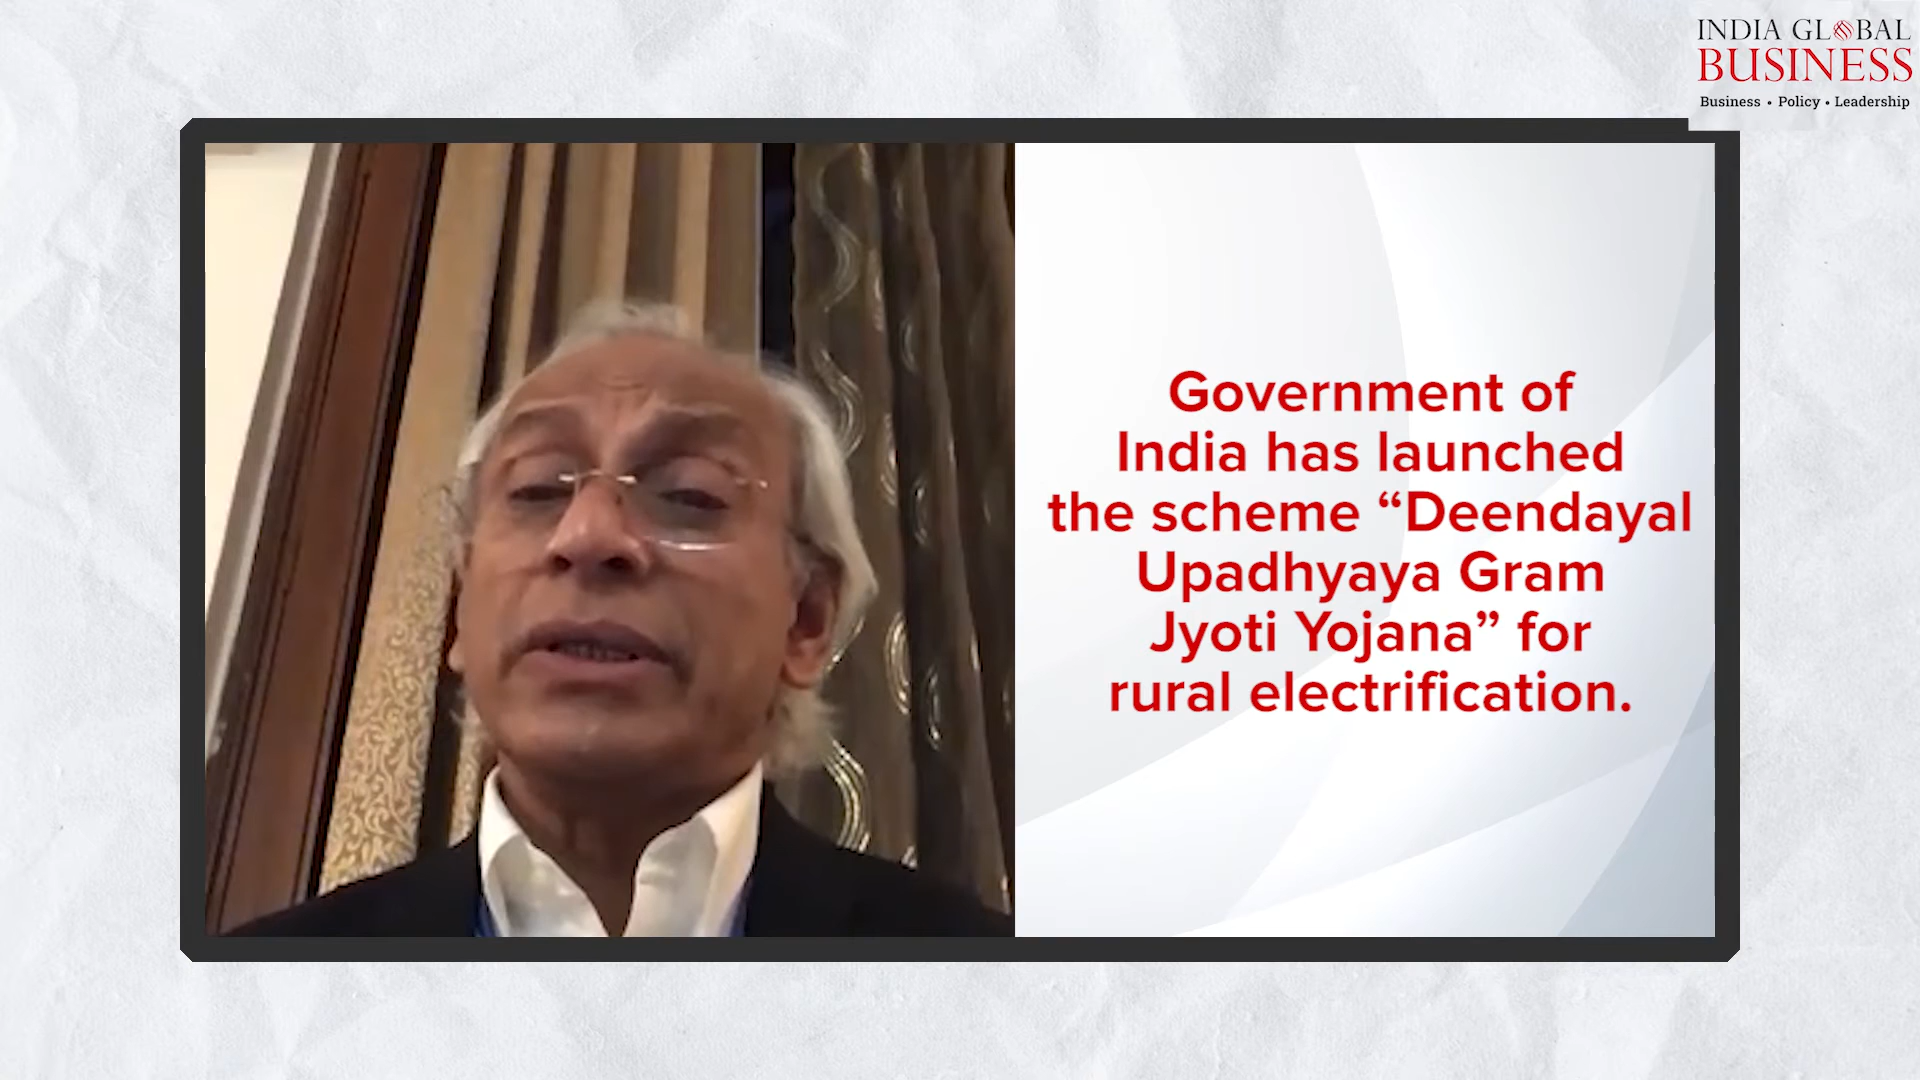 INDIA GLOBAL
BUSINESS
Business • Policy • Leadership
Government of
India has launched
the scheme “Deendayal
Upadhyaya Gram
Jyoti Yojana” for
rural electrification.